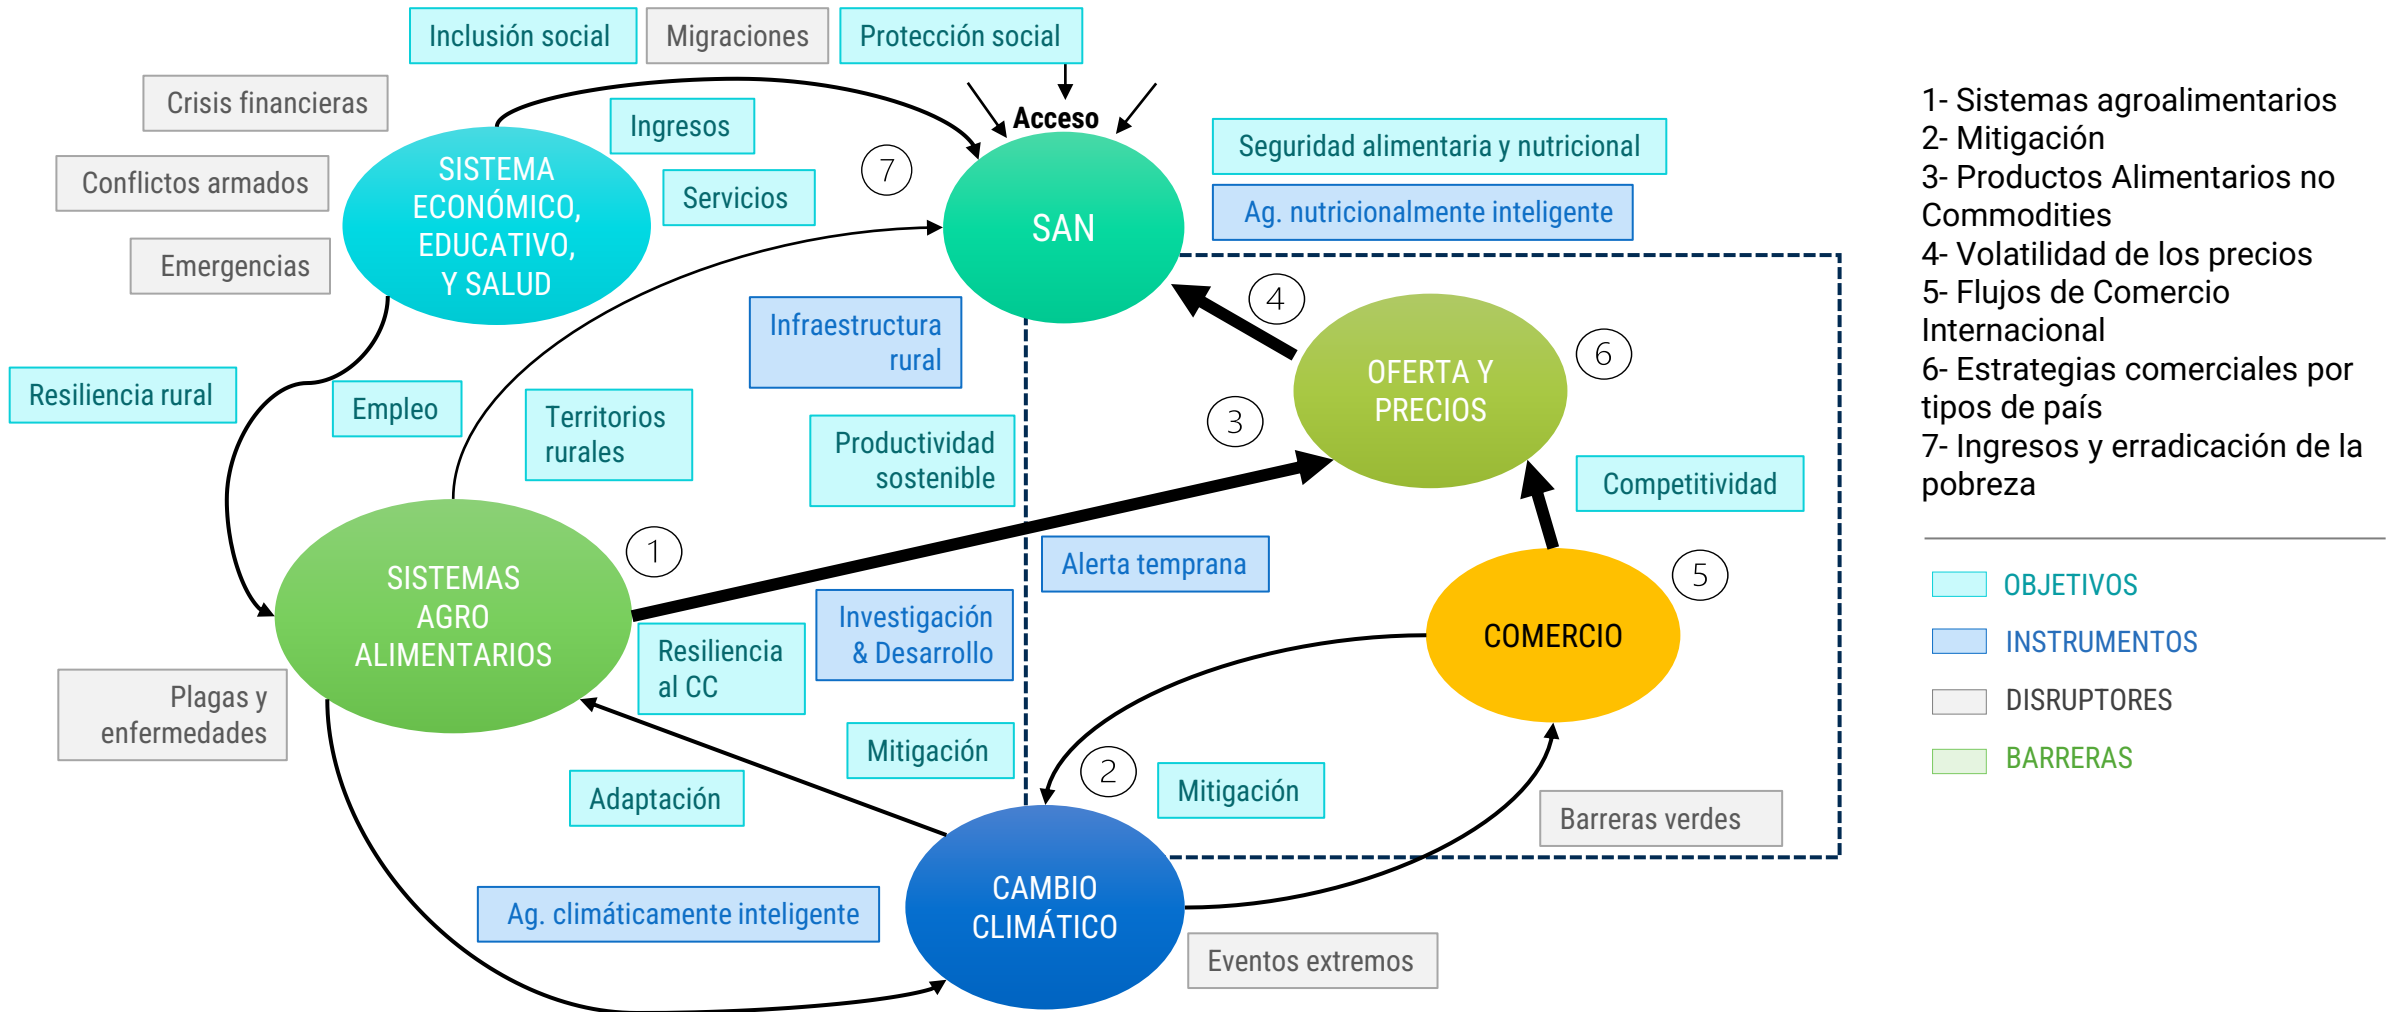 Inclusión social
Migraciones
Protección social
Crisis financieras
Ingresos
Acceso
Conflictos armados
SISTEMA
ECONÓMICO,
EDUCATIVO,
Y SALUD
Servicios
7
SAN
Seguridad alimentaria y nutricional
Ag. nutricionalmente inteligente
Emergencias
Infraestructura
rural
4
OFERTA Y
PRECIOS
6
Resiliencia rural
Empleo
Territorios
rurales
Productividad
sostenible
3
Competitividad
SISTEMAS
AGRO
ALIMENTARIOS
1
Alerta temprana
5
COMERCIO
Investigación
& Desarrollo
Resiliencia
al CC
Plagas y
enfermedades
Mitigación
2
Mitigación
Adaptación
Barreras verdes
Ag. climáticamente inteligente
CAMBIO
CLIMÁTICO
Eventos extremos
1- Sistemas agroalimentarios
2- Mitigación
3- Productos Alimentarios no
Commodities
4- Volatilidad de los precios
5- Flujos de Comercio
Internacional
6- Estrategias comerciales por
tipos de país
7- Ingresos y erradicación de la
pobreza
OBJETIVOS
INSTRUMENTOS
DISRUPTORES
BARRERAS